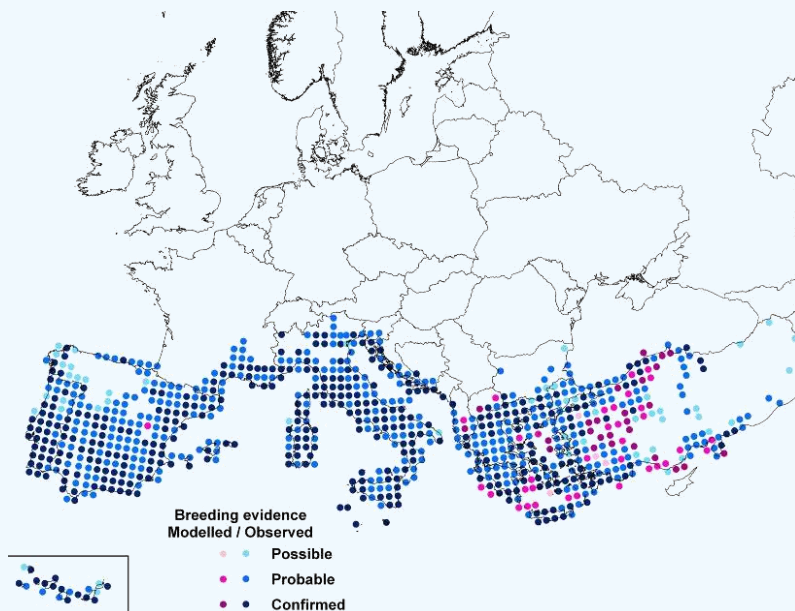 Breeding evidence
Modelled / Observed
Possible
Probable
Confirmed